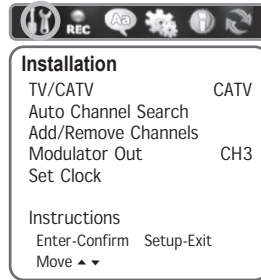 REC Aa i
Installation
TV/CATV CATV
Auto Channel Search
Add/Remove Channels
Modulator Out CH3
Set Clock
Instructions
Enter-Confirm Setup-Exit
Move ▲ ▼